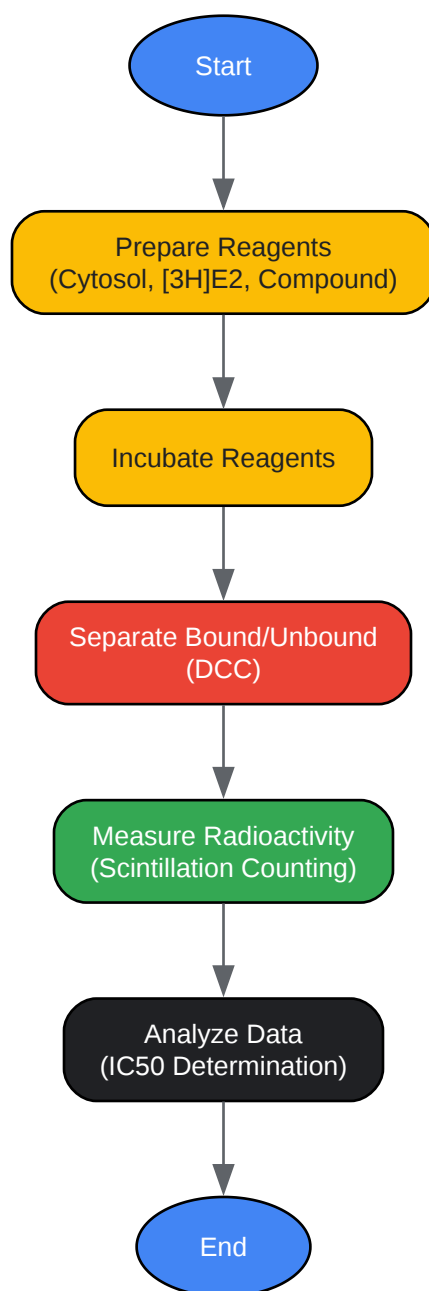 Start
Prepare Reagents
(Cytosol, [3H]E2, Compound)
Incubate Reagents
Separate Bound/Unbound
(DCC)
Measure Radioactivity
(Scintillation Counting)
Analyze Data
(IC50 Determination)
End